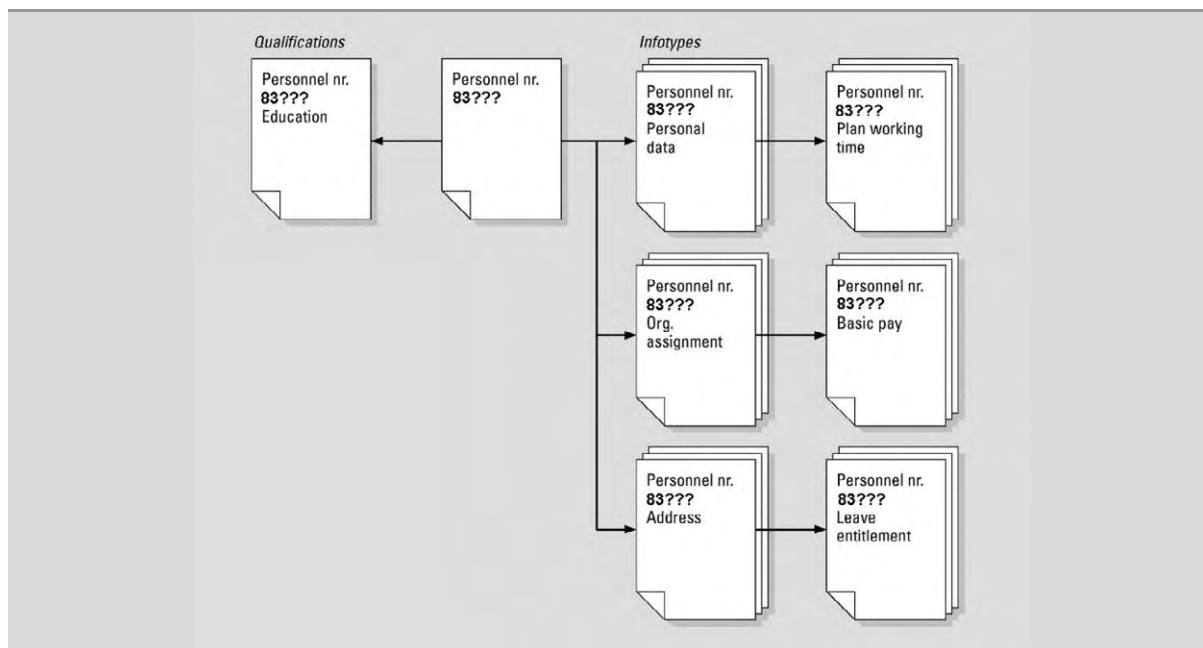 Qualifications
Infotypes
Personnel nr.
83???
Education
Personnel nr.
83???
Personnel nr.
83???
Personal
data
Personnel nr.
83???
Plan working
time
Personnel nr.
83???
Org.
assignment
Personnel nr.
83???
Basic pay
Personnel nr.
83???
Address
Personnel nr.
83???
Leave
entitlement